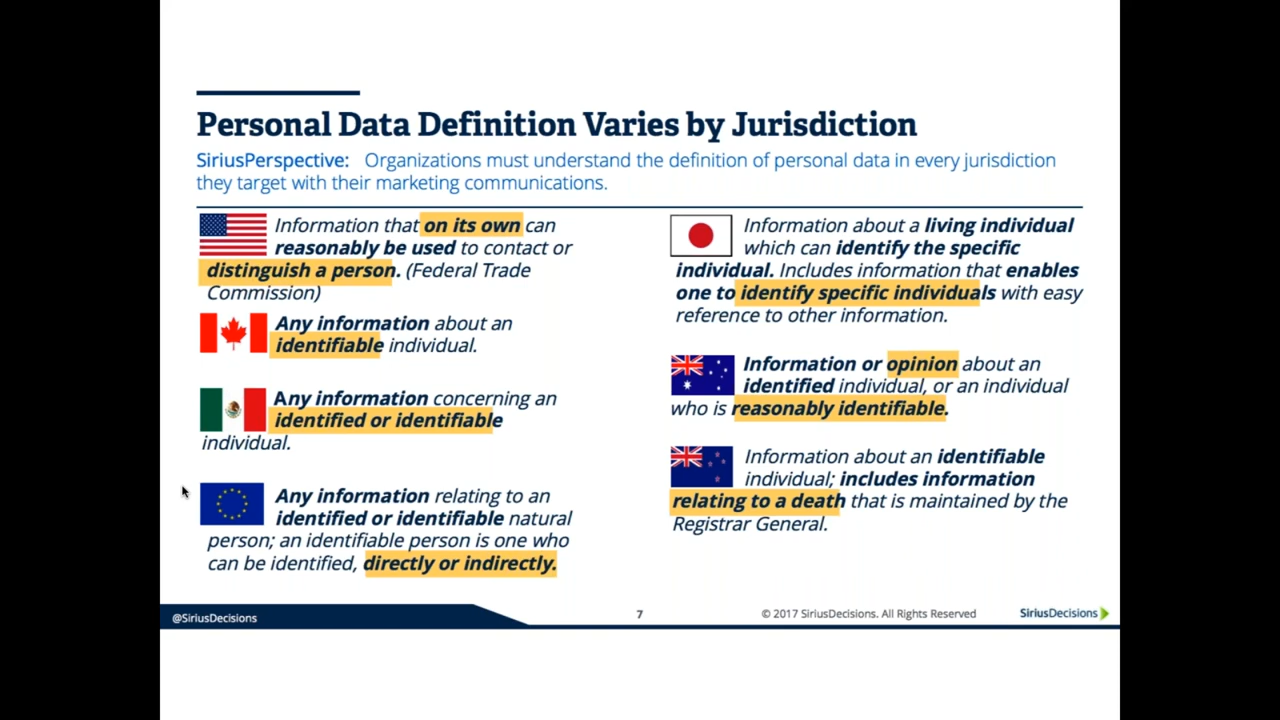 Personal Data Definition Varies by Jurisdiction
SiriusPerspective: Organizations must understand the definition of personal data in every jurisdiction
they target with their marketing communications.
Information that on its own can
reasonably be used to contact or
distinguish a person. (Federal Trade
Commission)
Any information about an
identifiable individual.
Any information concerning an
identified or identifiable
individual.
Any information relating to an
identified or identifiable natural
person; an identifiable person is one who
can be identified, directly or indirectly.
Information about a living individual
which can identify the specific
individual. Includes information that enables
one to identify specific individuals with easy
reference to other information.
Information or opinion about an
identified individual, or an individual
who is reasonably identifiable.
Information about an identifiable
individual; includes information
relating to a death that is maintained by the
Registrar General.
@SiriusDecisions
7
© 2017 SiriusDecisions. All Rights Reserved
SiriusDecisions